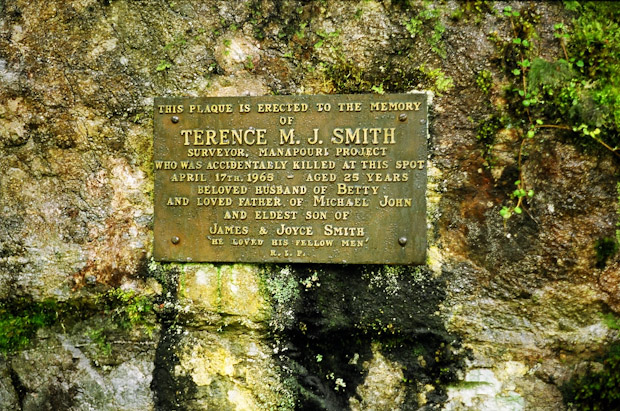 THIS PLAQUE IS ERECTED TO THE MEMORY
OF
TERENCE M. J. SMITH
SURVEYOR, MANAPOURI PROJECT
WHO WAS ACCIDENTABLY KILLED AT THIS SPOT
APRIL 17TH. 1965 - AGED 25 YEARS
BELOVED HUSBAND OF BETTY
AND LOVED FATHER OF MICHAEL JOHN
AND ELDEST SON OF
JAMES & JOYCE SMITH
'HE LOVED HIS FELLOW MEN'
R.I.P.